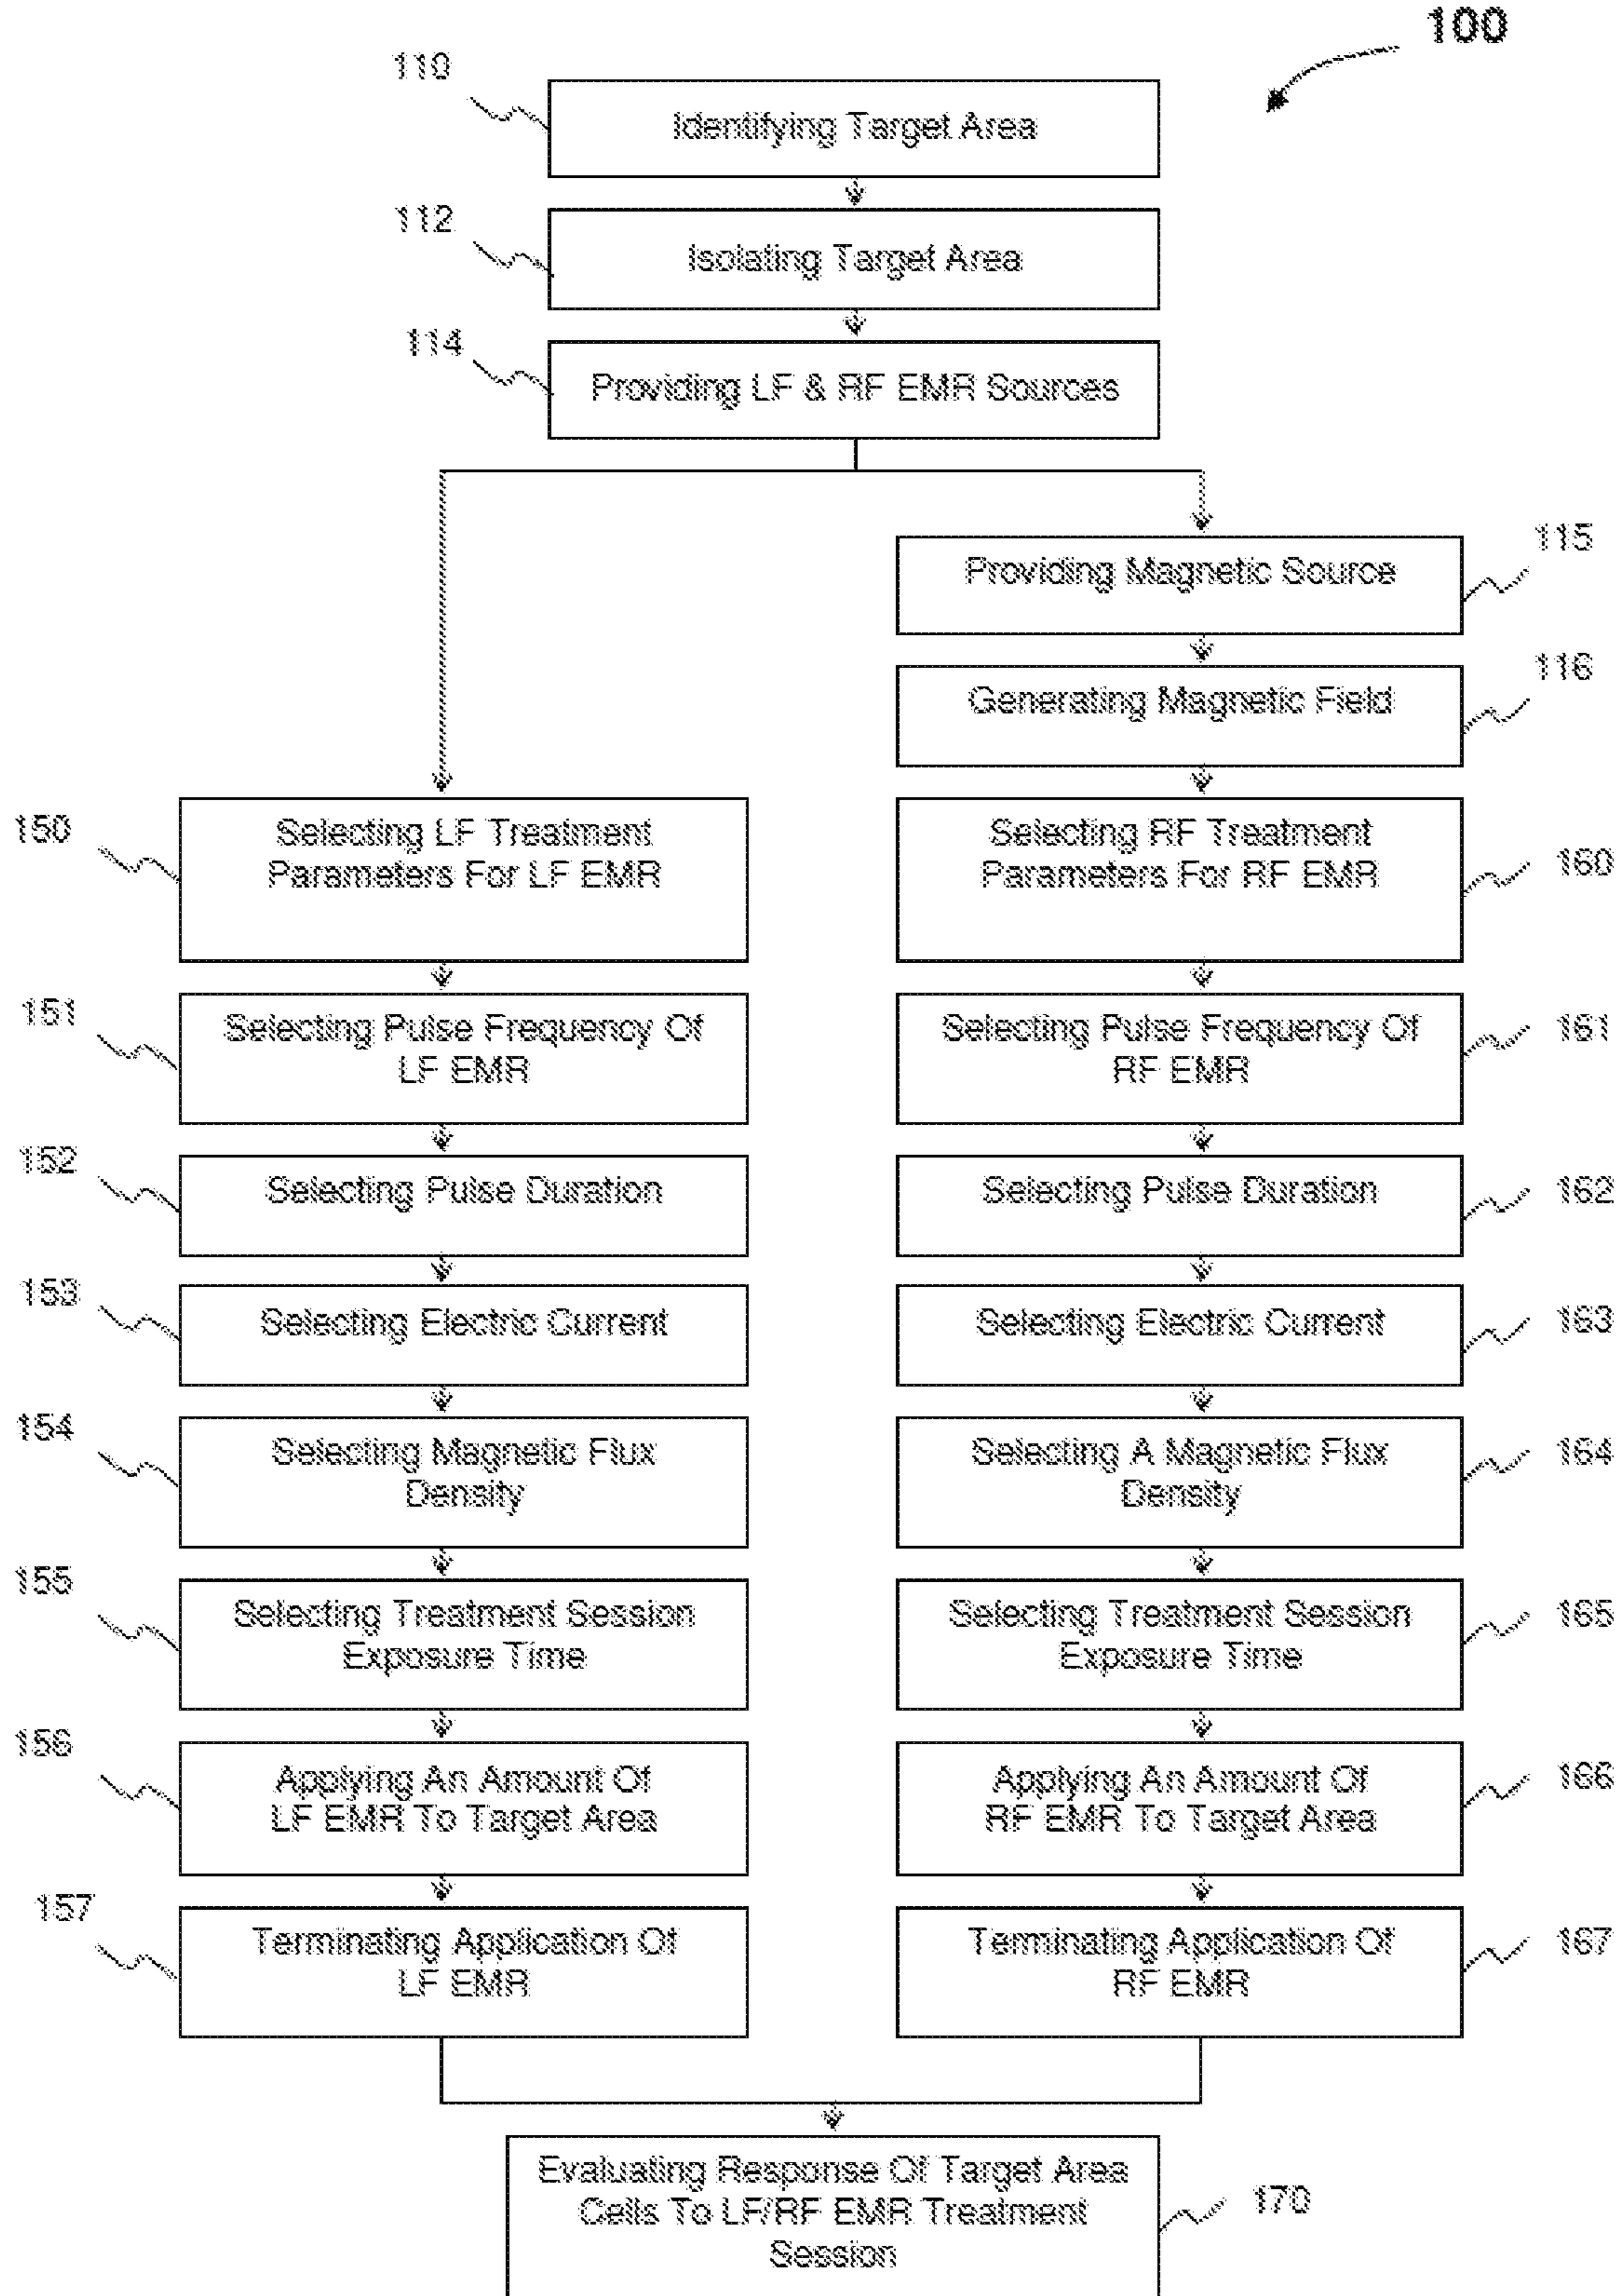 100
110
Identifying Target Area
112
Isolating Target Area
114
Providing LF & RF EMR Sources
115
Providing Magnetic Source
116
Generating Magnetic Field
150
Selecting LF Treatment
Parameters For LF EMR
160
Selecting RF Treatment
Parameters For RF EMR
151
Selecting Pulse Frequency Of
LF EMR
161
Selecting Pulse Frequency Of
RF EMR
152
Selecting Pulse Duration
162
Selecting Pulse Duration
153
Selecting Electric Current
163
Selecting Electric Current
154
Selecting Magnetic Flux
Density
164
Selecting A Magnetic Flux
Density
155
Selecting Treatment Session
Exposure Time
165
Selecting Treatment Session
Exposure Time
156
Applying An Amount Of
LF EMR To Target Area
166
Applying An Amount Of
RF EMR To Target Area
157
Terminating Application Of
LF EMR
167
Terminating Application Of
RF EMR
170
Evaluating Response Of Target Area
Cells To LF/RF EMR Treatment
Session